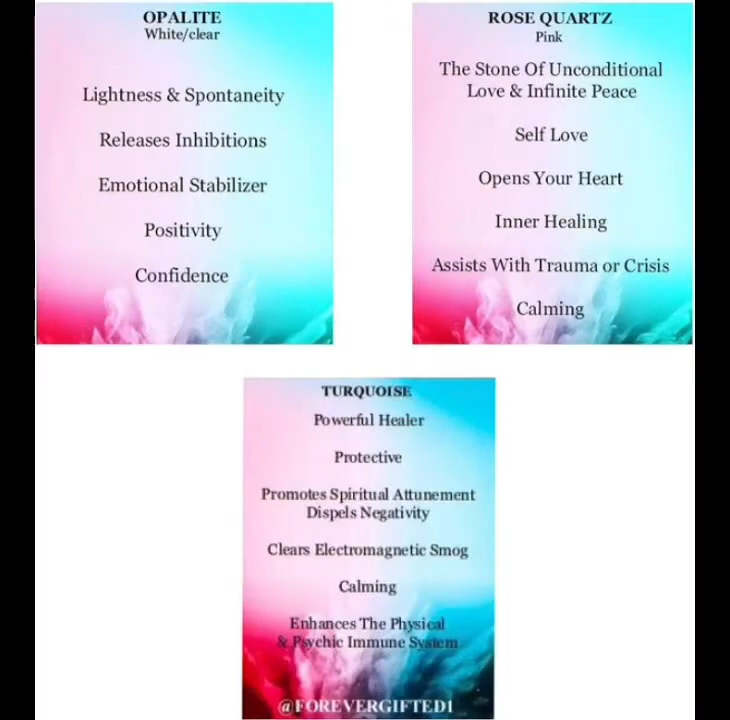 OPALITE
White/clear
Lightness & Spontaneity
Releases Inhibitions
Emotional Stabilizer
Positivity
Confidence
ROSE QUARTZ
Pink
The Stone Of Unconditional
Love & Infinite Peace
Self Love
Opens Your Heart
Inner Healing
Assists With Trauma or Crisis
Calming
TURQUOISE
Powerful Healer
Protective
Promotes Spiritual Attunement
Dispels Negativity
Clears Electromagnetic Smog
Calming
Enhances The Physical
& Psychic Immune System
@FOREVERGIFTED1